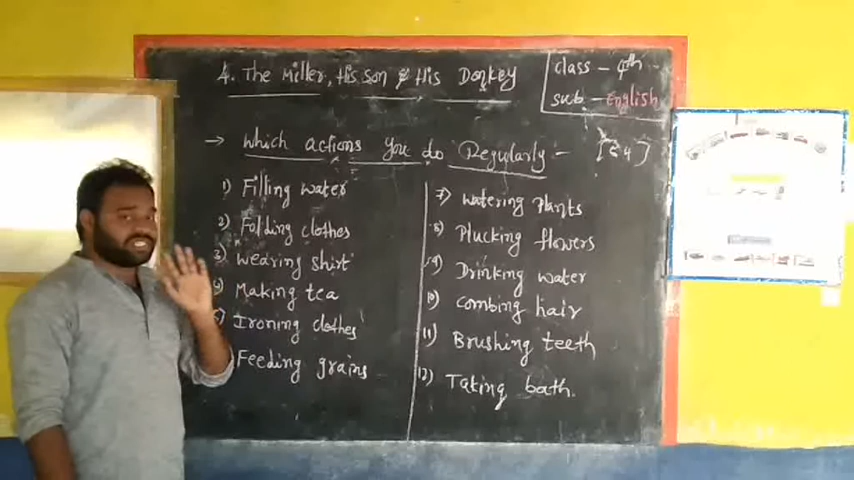 4. The Miller, His son & His Donkey
class - 4th
sub - English
→ which actions you do Regularly -
1) Filling water
2) Folding clothes
3) wearing shirt
4) Making tea
5) Ironing clothes
Feeding grains
7) watering plants
8) Plucking flowers
9) Drinking water
10) combing hair
11) Brushing teeth
12) Taking bath.